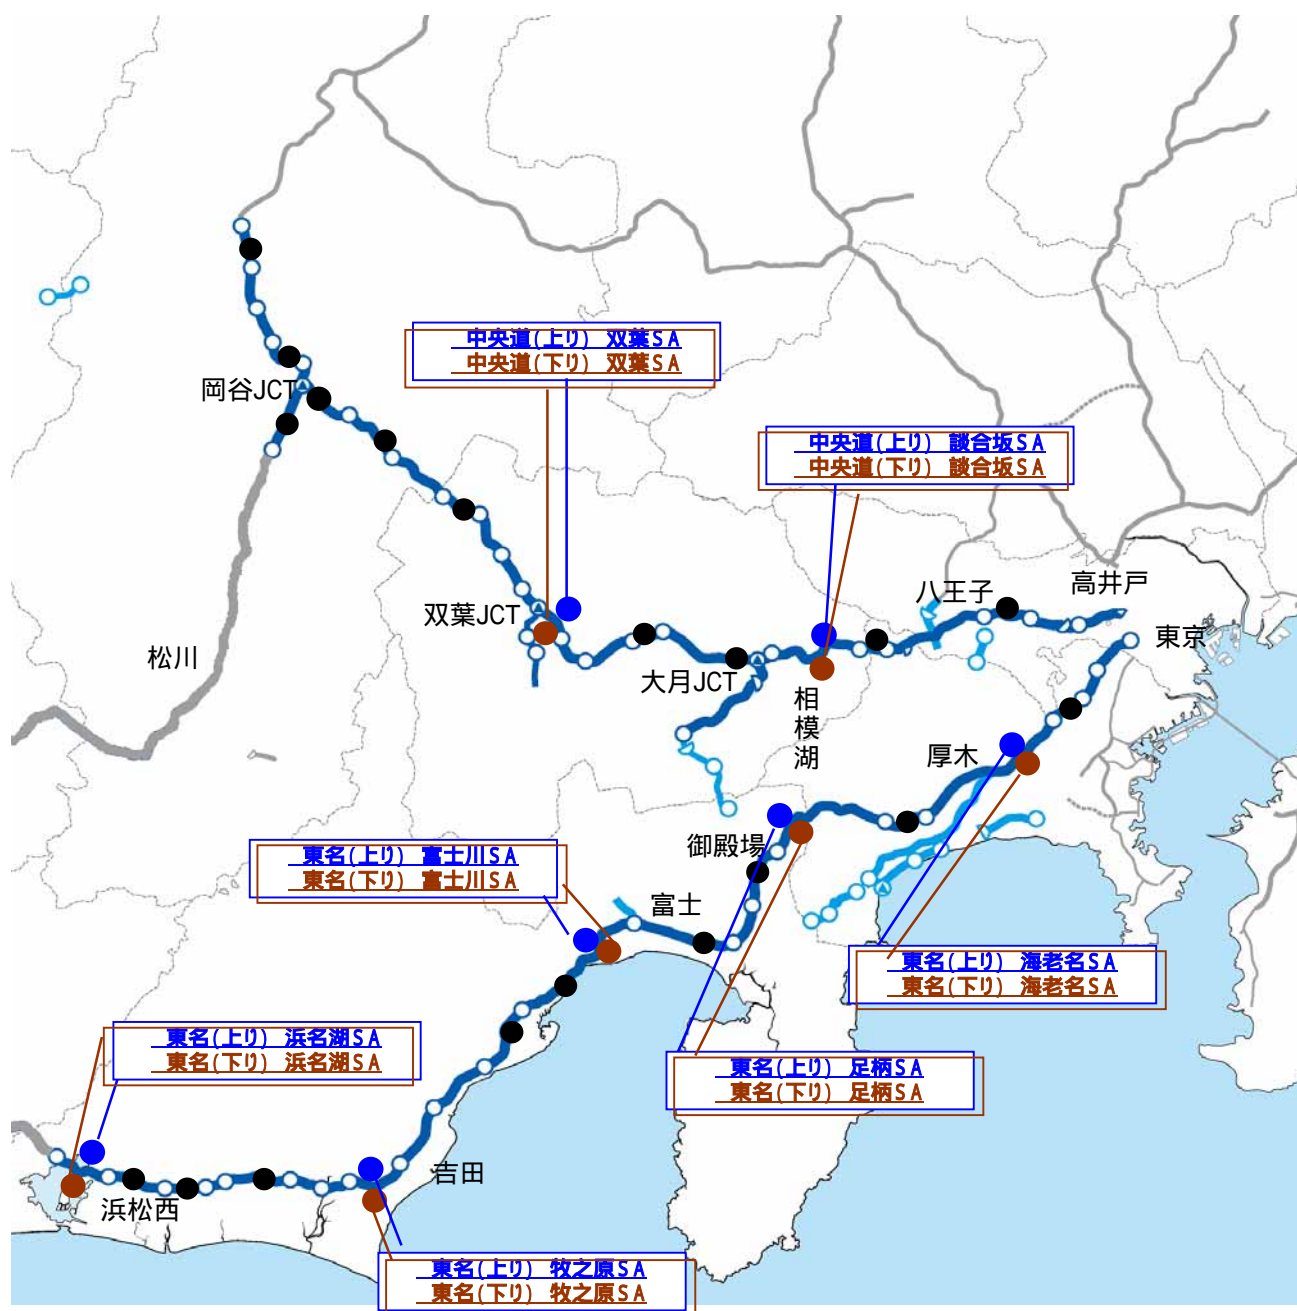 中央道(上り) 双葉SA
中央道(下り) 双葉SA
岡谷JCT
中央道(上り) 談合坂SA
中央道(下り) 談合坂SA
高井戸
八王子
双葉JCT
東京
松川
大月JCT
相模湖
厚木
御殿場
東名(上り) 富士川SA
東名(下り) 富士川SA
富士
東名(上り) 海老名SA
東名(下り) 海老名SA
東名(上り) 浜名湖SA
東名(下り) 浜名湖SA
東名(上り) 足柄SA
東名(下り) 足柄SA
吉田
浜松西
東名(上り) 牧之原SA
東名(下り) 牧之原SA